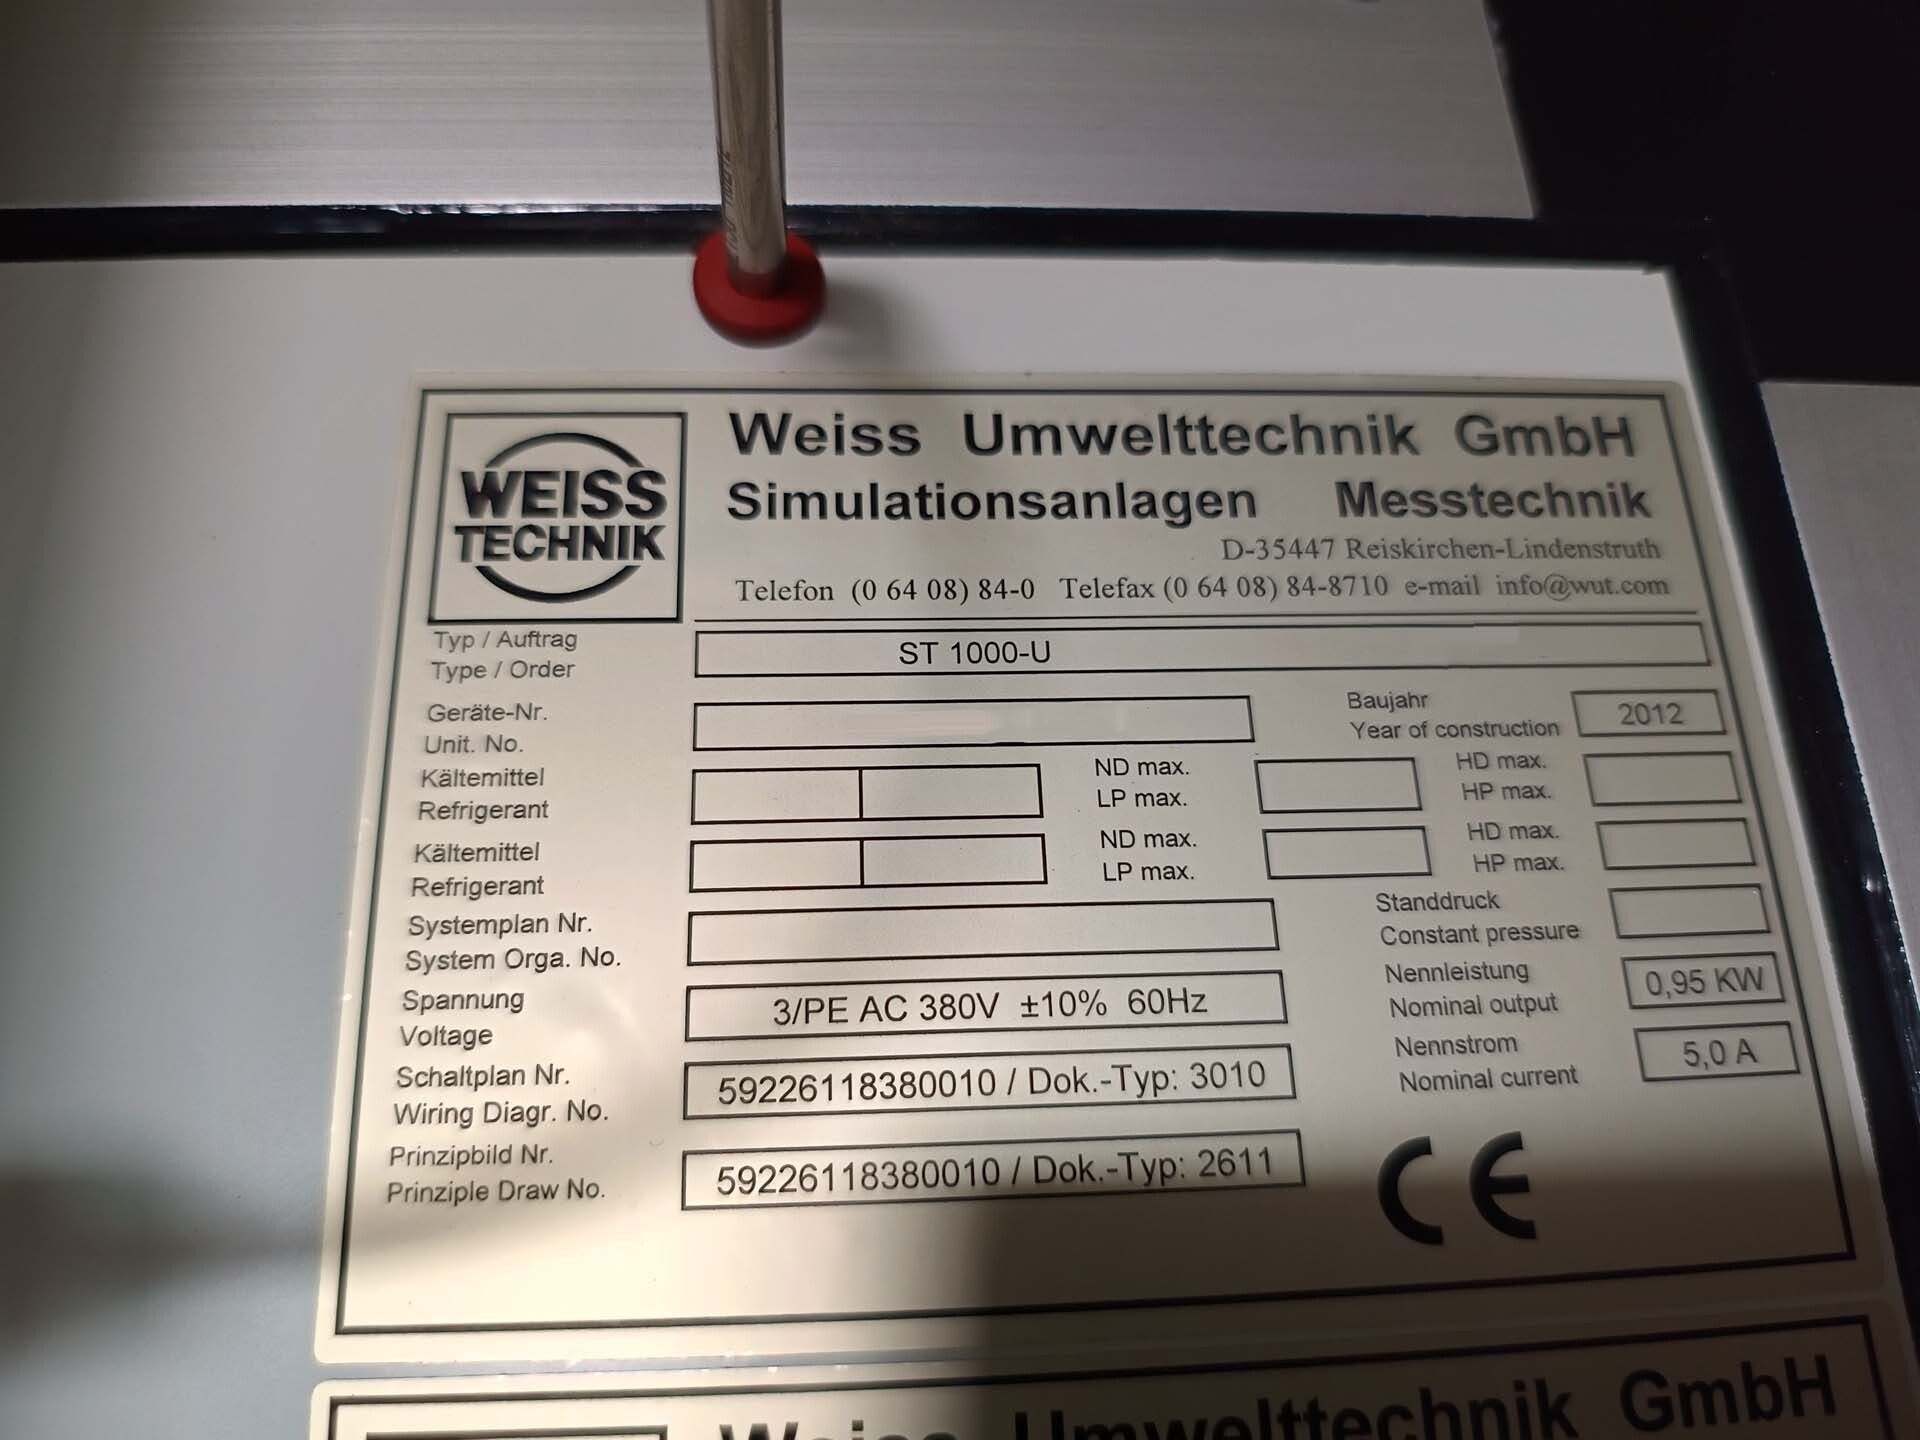 WEISS
TECHNIK
Weiss Umwelttechnik GmbH
Simulationsanlagen Messtechnik
D-35447 Reiskirchen-Lindenstruth
Telefon (0 64 08) 84-0 Telefax (0 64 08) 84-8710 e-mail info@wut.com
Typ / Auftrag
Type / Order
ST 1000-U
Geräte-Nr.
Unit. No.
Baujahr
Year of construction
2012
Kältemittel
Refrigerant
ND max.
LP max.
HD max.
HP max.
Kältemittel
Refrigerant
ND max.
LP max.
HD max.
HP max.
Systemplan Nr.
System Orga. No.
Standdruck
Constant pressure
Spannung
Voltage
3/PE AC 380V ±10% 60Hz
Nennleistung
Nominal output
0,95 KW
Schaltplan Nr.
Wiring Diagr. No.
59226118380010 / Dok.-Typ: 3010
Nennstrom
Nominal current
5,0 A
Prinzipbild Nr.
Prinziple Draw No.
59226118380010 / Dok.-Typ: 2611
CE
Weiss Umwelttechnik GmbH